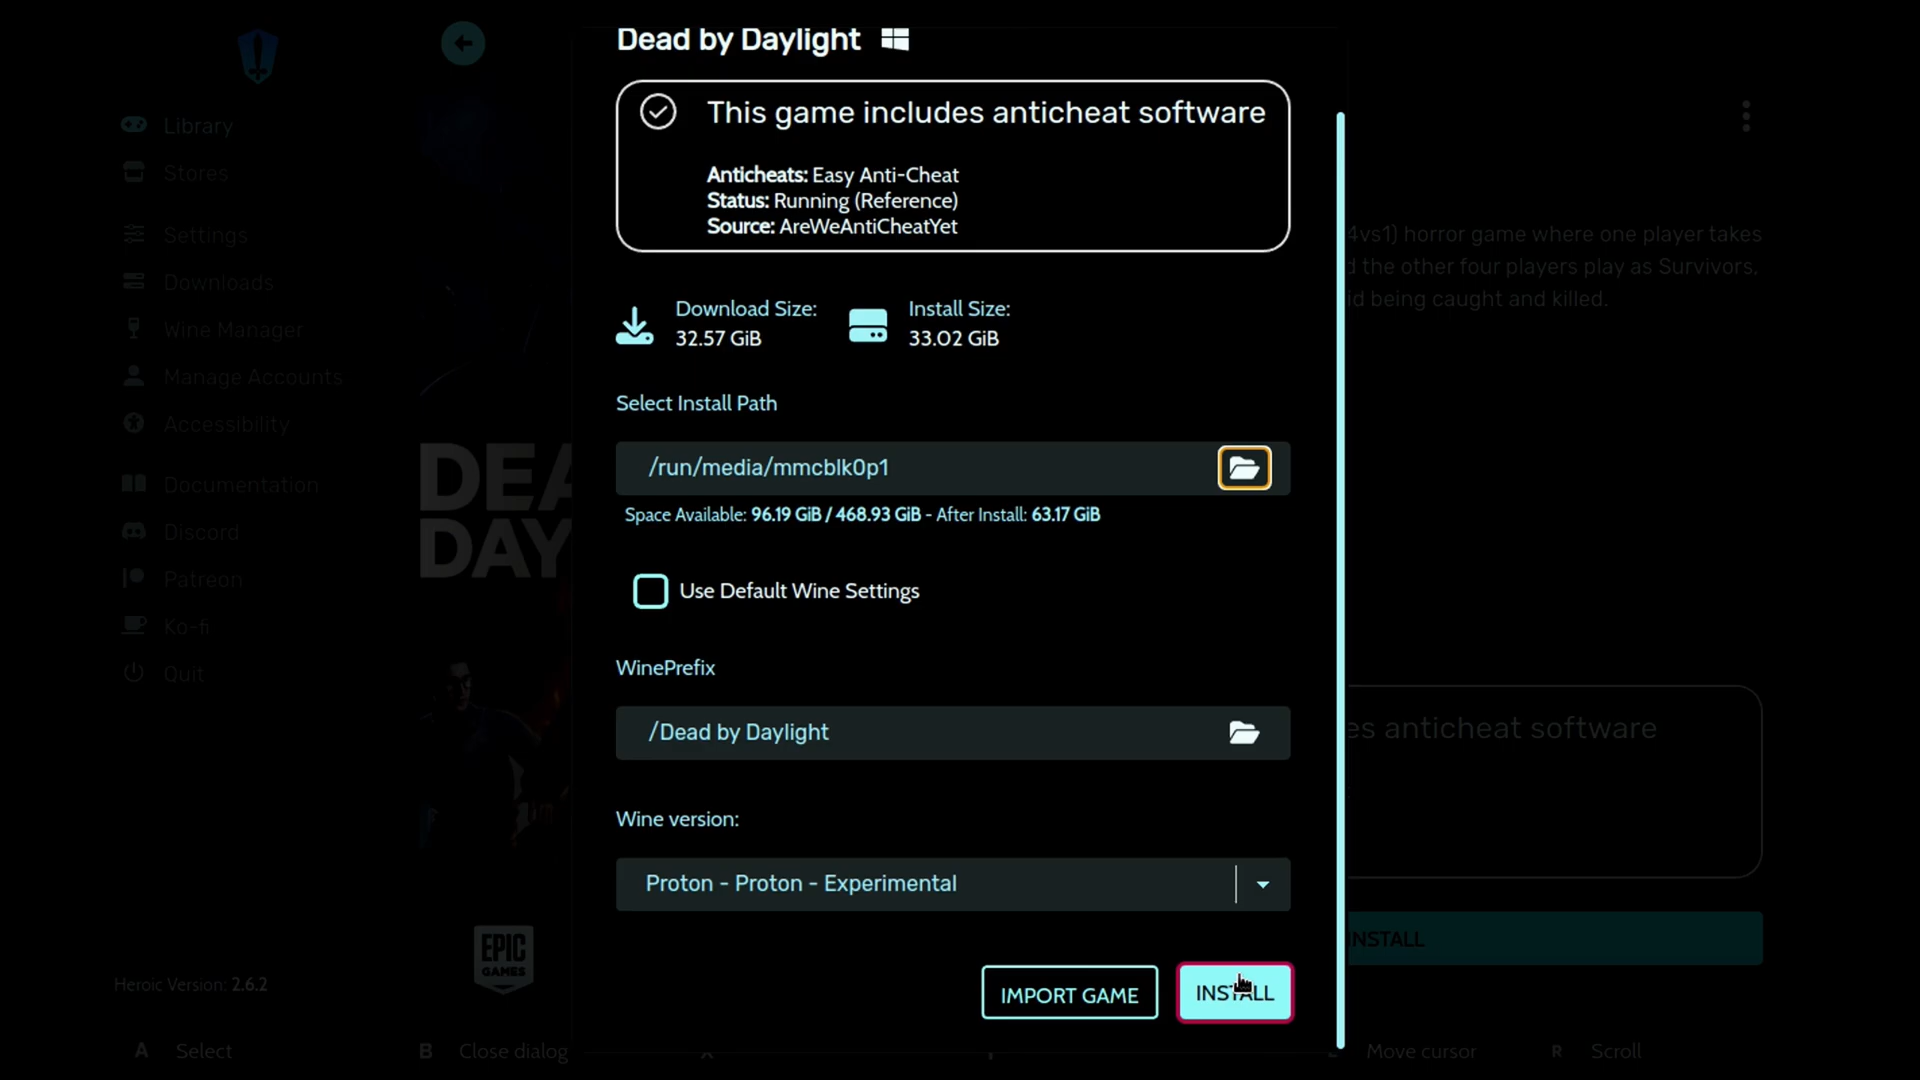 Dead by Daylight
This game includes anticheat software
Anticheats: Easy Anti-Cheat
Status: Running (Reference)
Source: AreWeAntiCheatYet
Download Size:
32.57 GiB
Install Size:
33.02 GiB
Select Install Path
/run/media/mmcblk0p1
Space Available: 96.19 GiB / 468.93 GiB - After Install: 63.17 GiB
Use Default Wine Settings
WinePrefix
/Dead by Daylight
Wine version:
Proton - Proton - Experimental
IMPORT GAME
INSTALL
Library
Stores
Settings
Downloads
Wine Manager
Manage Accounts
Accessibility
Documentation
Discord
Patreon
Ko-fi
Quit
Heroic Version: 2.6.2
DEA
DAY
EPIC
GAMES
4vs1) horror game where one player takes
the other four players play as Survivors,
being caught and killed.
anticheat software
INSTALL
A Select
B Close dialog
Move cursor
R Scroll